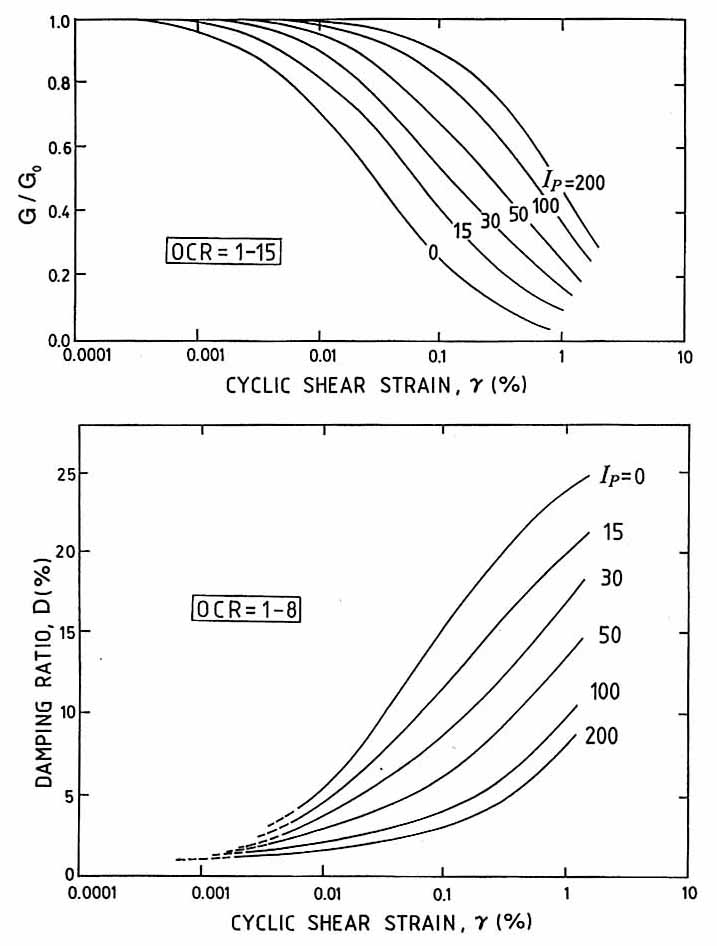 1.0
0.8
0.6
0.4
0.2
0.0
G / G₀
OCR = 1-15
I_P=200
100
50
30
15
0
0.0001 0.001 0.01 0.1 1 10
CYCLIC SHEAR STRAIN, γ (%)
25
20
15
10
5
0
DAMPING RATIO, D(%)
OCR=1-8
I_P=0
15
30
50
100
200
0.0001 0.001 0.01 0.1 1 10
CYCLIC SHEAR STRAIN, γ (%)